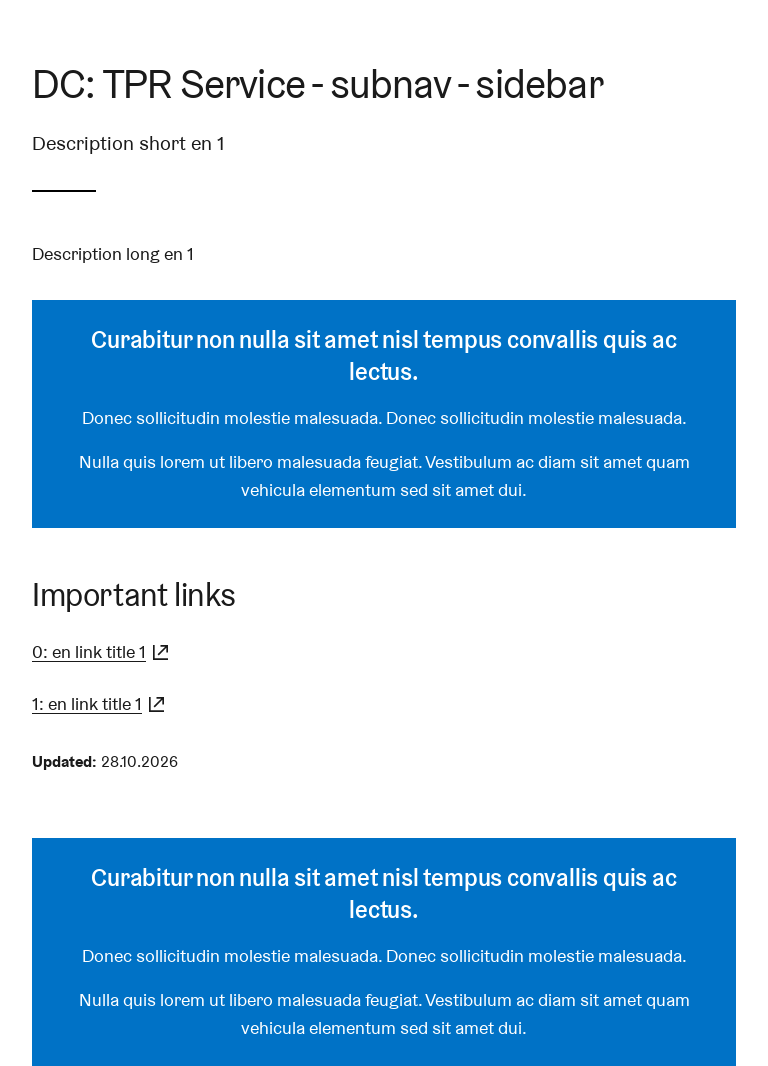 DC: TPR Service - subnav - sidebar
Description short en 1
Description long en 1
Curabitur non nulla sit amet nisl tempus convallis quis ac
lectus.
Donec sollicitudin molestie malesuada. Donec sollicitudin molestie malesuada.
Nulla quis lorem ut libero malesuada feugiat. Vestibulum ac diam sit amet quam
vehicula elementum sed sit amet dui.
Important links
0: en link title 1
1: en link title 1
Updated: 28.10.2026
Curabitur non nulla sit amet nisl tempus convallis quis ac
lectus.
Donec sollicitudin molestie malesuada. Donec sollicitudin molestie malesuada.
Nulla quis lorem ut libero malesuada feugiat. Vestibulum ac diam sit amet quam
vehicula elementum sed sit amet dui.